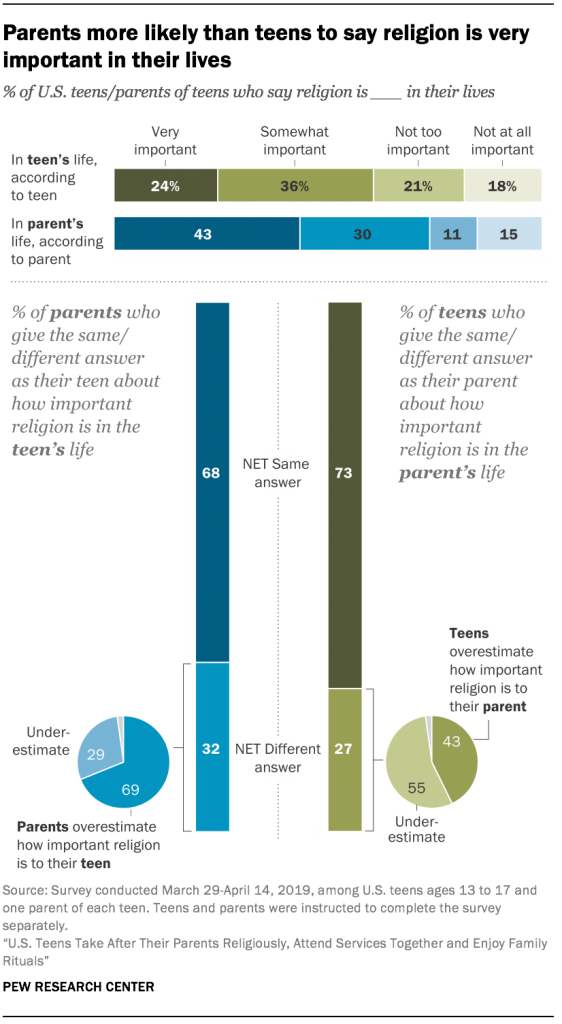 Parents more likely than teens to say religion is very
important in their lives
% of U.S. teens/parents of teens who say religion is ___ in their lives
Very
important
Somewhat
important
Not too
important
Not at all
important
In teen's life,
according
to teen
24%
36%
21%
18%
In parent's
life, according
to parent
43
30
11
15
% of parents who
give the same/
different answer
as their teen about
how important
religion is in the
teen's life
68
NET Same
answer
73
% of teens who
give the same/
different answer
as their parent
about how
important
religion is in the
parent's life
Teens
overestimate
how important
religion is to
their parent
Under-
estimate
29
69
32
NET Different
answer
27
43
55
Under-
estimate
Parents overestimate
how important religion
is to their teen
Source: Survey conducted March 29-April 14, 2019, among U.S. teens ages 13 to 17 and
one parent of each teen. Teens and parents were instructed to complete the survey
separately.
"U.S. Teens Take After Their Parents Religiously, Attend Services Together and Enjoy Family
Rituals"
PEW RESEARCH CENTER